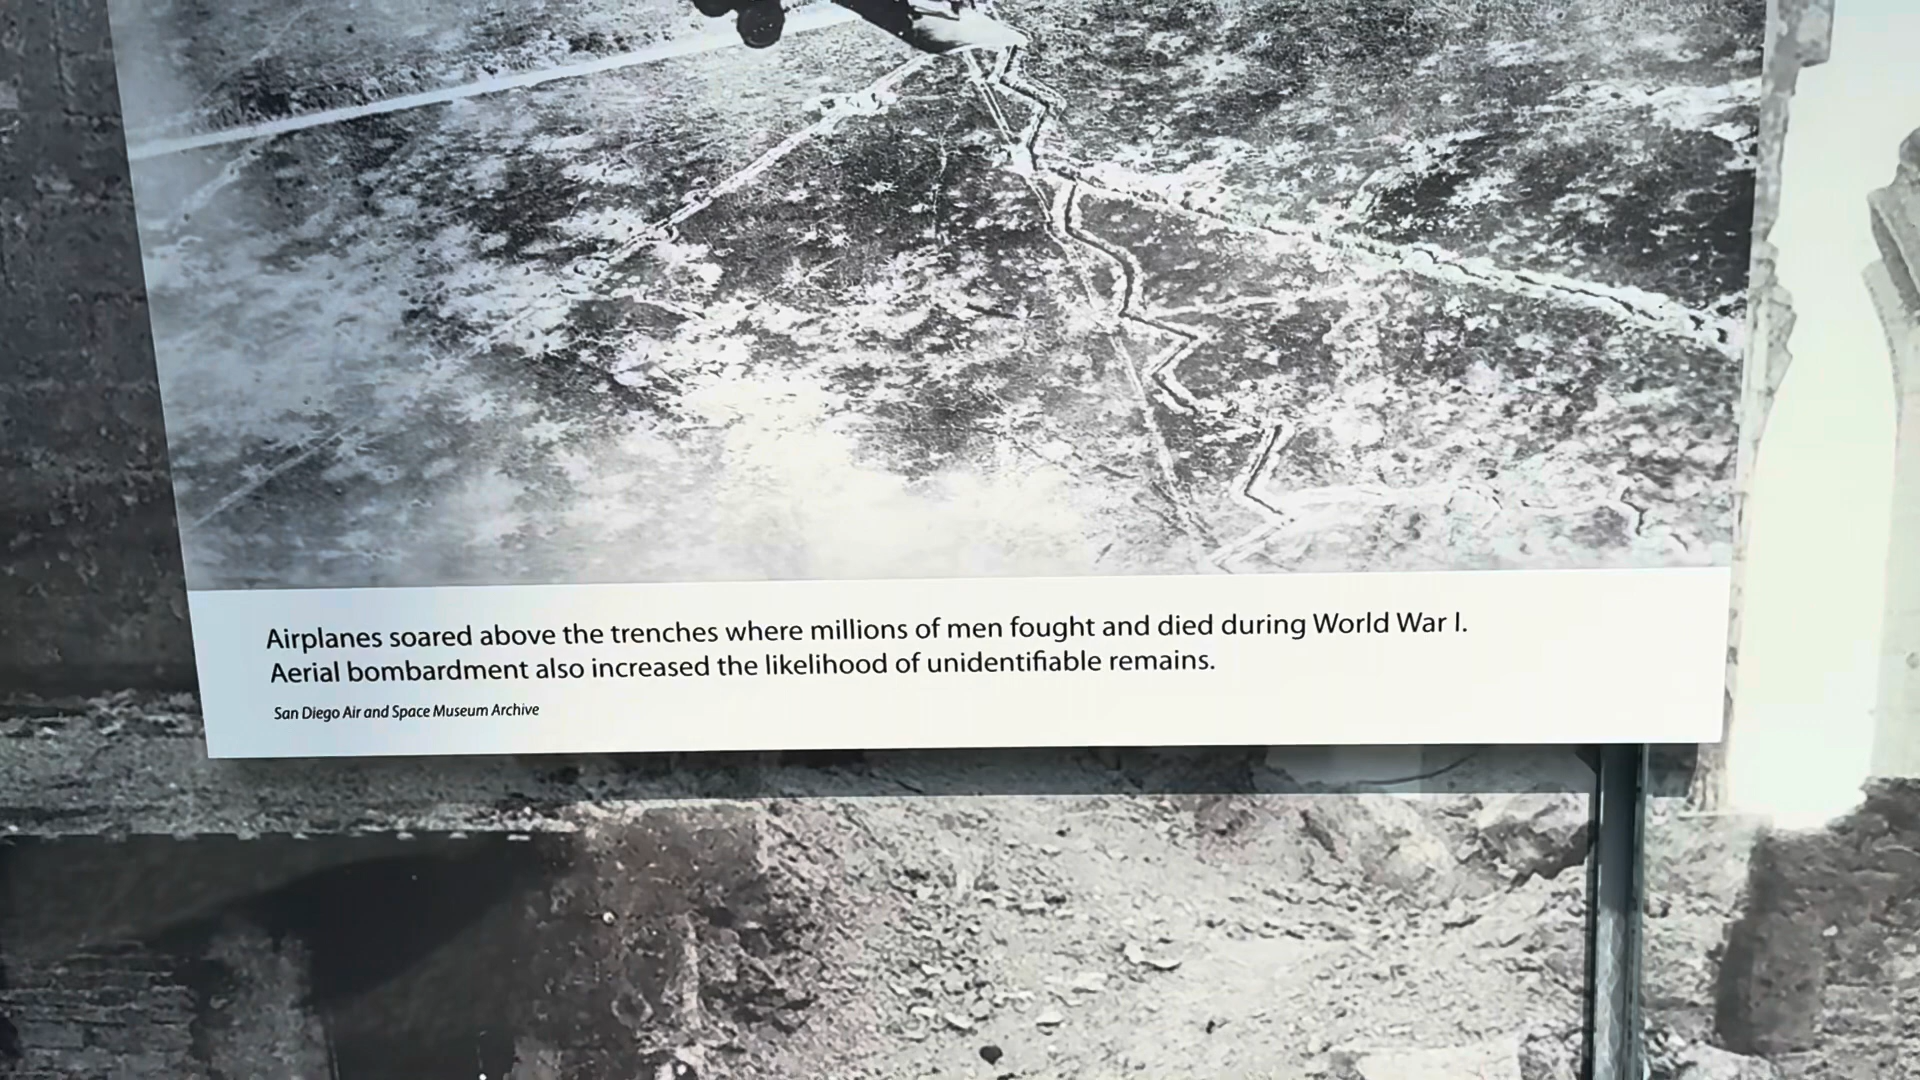 Airplanes soared above the trenches where millions of men fought and died during World War I.
Aerial bombardment also increased the likelihood of unidentifiable remains.
San Diego Air and Space Museum Archive